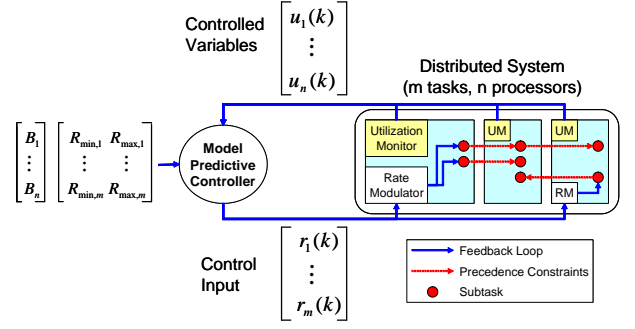 Controlled
Variables
u1(k)
⋮
un(k)
Distributed System
(m tasks, n processors)
B1
⋮
Bn
Rmin,1 Rmax,1
⋮ ⋮
Rmin,m Rmax,m
Model
Predictive
Controller
Utilization
Monitor
UM
UM
Rate
Modulator
RM
Control
Input
r1(k)
⋮
rm(k)
Feedback Loop
Precedence Constraints
Subtask